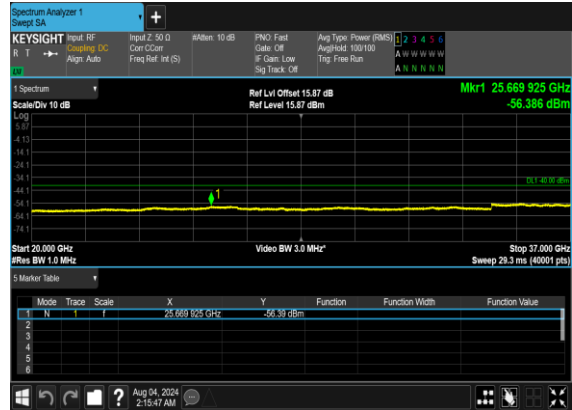 Spectrum Analyzer 1
Swept SA
+
KEYSIGHT Input: RF Input Z: 50 Ω #Atten: 10 dB PNO: Fast Avg Type: Power (RMS) 1 2 3 4 5 6
R T Coupling: DC Corr CCorr Gate: Off Avg|Hold: 100/100 A W W W W W
Align: Auto Freq Ref: Int (S) IF Gain: Low Trig: Free Run
Sig Track: Off A N N N N N
1 Spectrum Ref Lvl Offset 15.87 dB Mkr1 25.669 925 GHz
Scale/Div 10 dB Ref Level 15.87 dBm -56.386 dBm
Log
5.87
-4.13
-14.1
-24.1
-34.1
DL1 -40.00 dBm
-44.1
1
-54.1
-64.1
-74.1
Start 20.000 GHz Video BW 3.0 MHz* Stop 37.000 GHz
#Res BW 1.0 MHz Sweep 29.3 ms (40001 pts)
5 Marker Table
Mode Trace Scale X Y Function Function Width Function Value
1 N 1 f 25.669 925 GHz -56.39 dBm
2
3
4
5
6
? Aug 04, 2024
2:15:47 AM